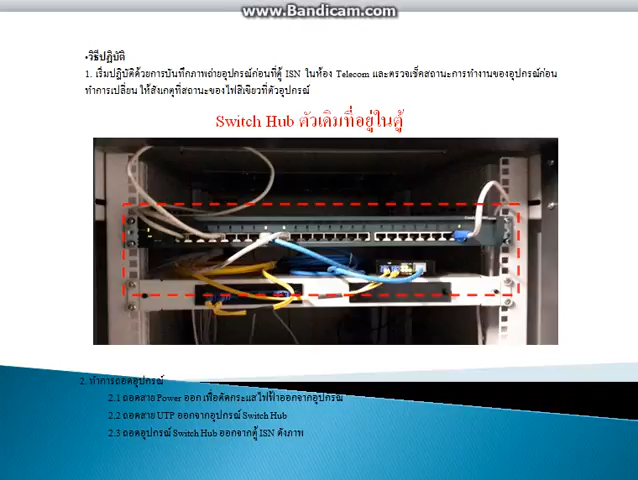 www.Bandicam.com
•วิธีปฏิบัติ
1. เริ่มปฏิบัติด้วยการบันทึกภาพถ่ายอุปกรณ์ก่อนที่ตู้ ISN ในห้อง Telecom และตรวจเช็คสถานะการทำงานของอุปกรณ์ก่อน
ทำการเปลี่ยน ให้สังเกตุที่สถานะของไฟสีเขียวที่ตัวอุปกรณ์
Switch Hub ตัวเดิมที่อยู่ในตู้
2. ทำการถอดอุปกรณ์
2.1 ถอดสาย Power ออก เพื่อตัดกระแสไฟฟ้าออกจากอุปกรณ์
2.2 ถอดสาย UTP ออกจากอุปกรณ์ Switch Hub
2.3 ถอดอุปกรณ์ Switch Hub ออกจากตู้ ISN ดังภาพ